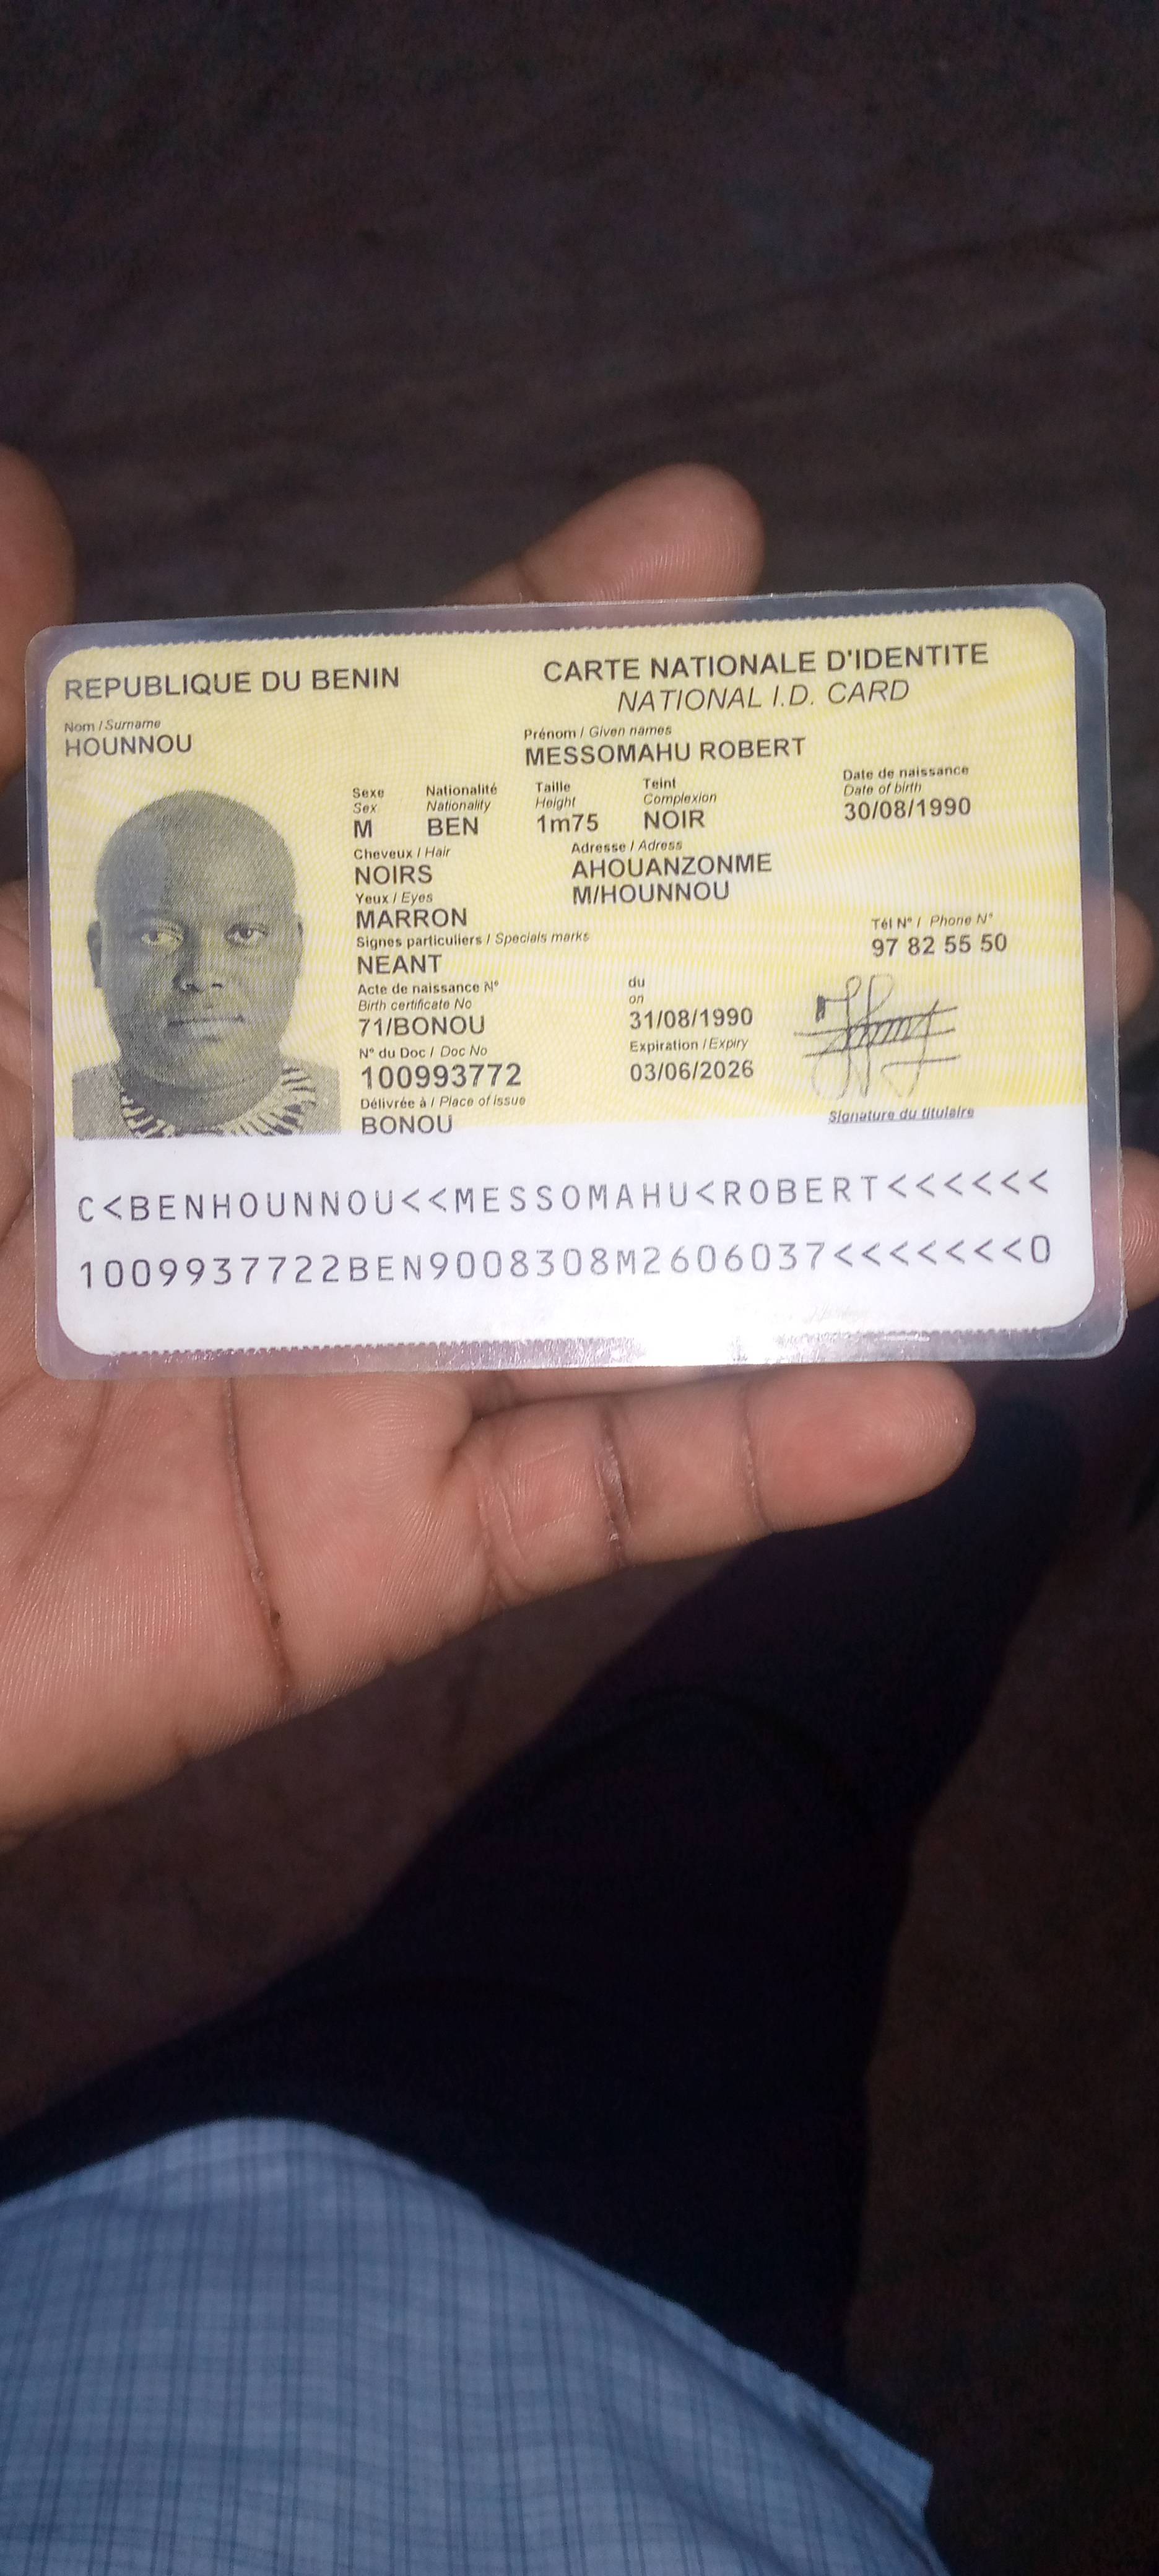 REPUBLIQUE DU BENIN
CARTE NATIONALE D'IDENTITE
NATIONAL I.D. CARD
Nom / Surname
HOUNNOU
Prénom / Given names
MESSOMAHU ROBERT
Sexe
Sex
M
Nationalité
Nationality
BEN
Taille
Height
1m75
Teint
Complexion
NOIR
Date de naissance
Date of birth
30/08/1990
Cheveux / Hair
NOIRS
Adresse / Adress
AHOUANZONME
M/HOUNNOU
Yeux / Eyes
MARRON
Tél N° / Phone N°
97 82 55 50
Signes particuliers / Specials marks
NEANT
Acte de naissance N°
Birth certificate No
71/BONOU
du
on
31/08/1990
N° du Doc / Doc No
100993772
Expiration / Expiry
03/06/2026
Délivrée à / Place of issue
BONOU
Signature du titulaire
C<BENHOUNNOU<<MESSOMAHU<ROBERT<<<<<<
1009937722BEN9008308M2606037<<<<<<<0